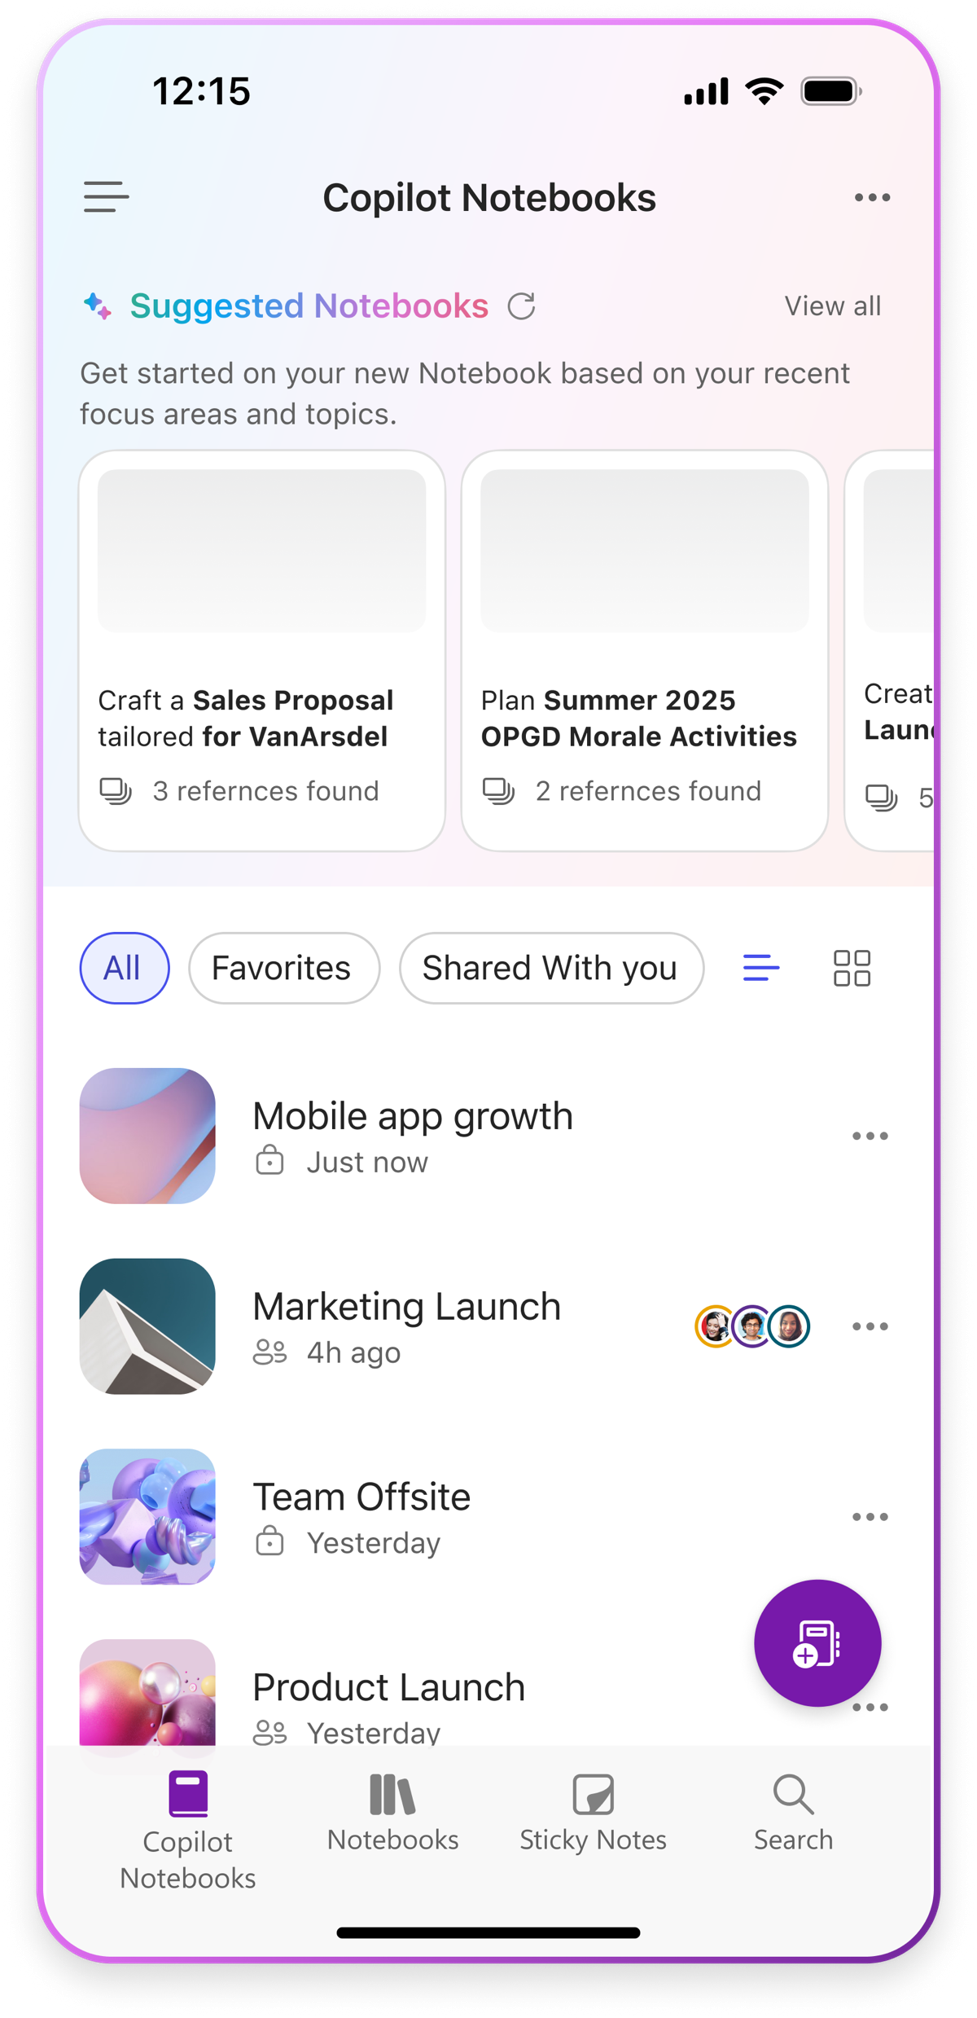 12:15
Copilot Notebooks
Suggested Notebooks
View all
Get started on your new Notebook based on your recent
focus areas and topics.
Craft a Sales Proposal
tailored for VanArsdel
3 refernces found
Plan Summer 2025
OPGD Morale Activities
2 refernces found
Creat
Laun
5
All
Favorites
Shared With you
Mobile app growth
Just now
Marketing Launch
4h ago
Team Offsite
Yesterday
Product Launch
Yesterday
Copilot
Notebooks
Notebooks
Sticky Notes
Search